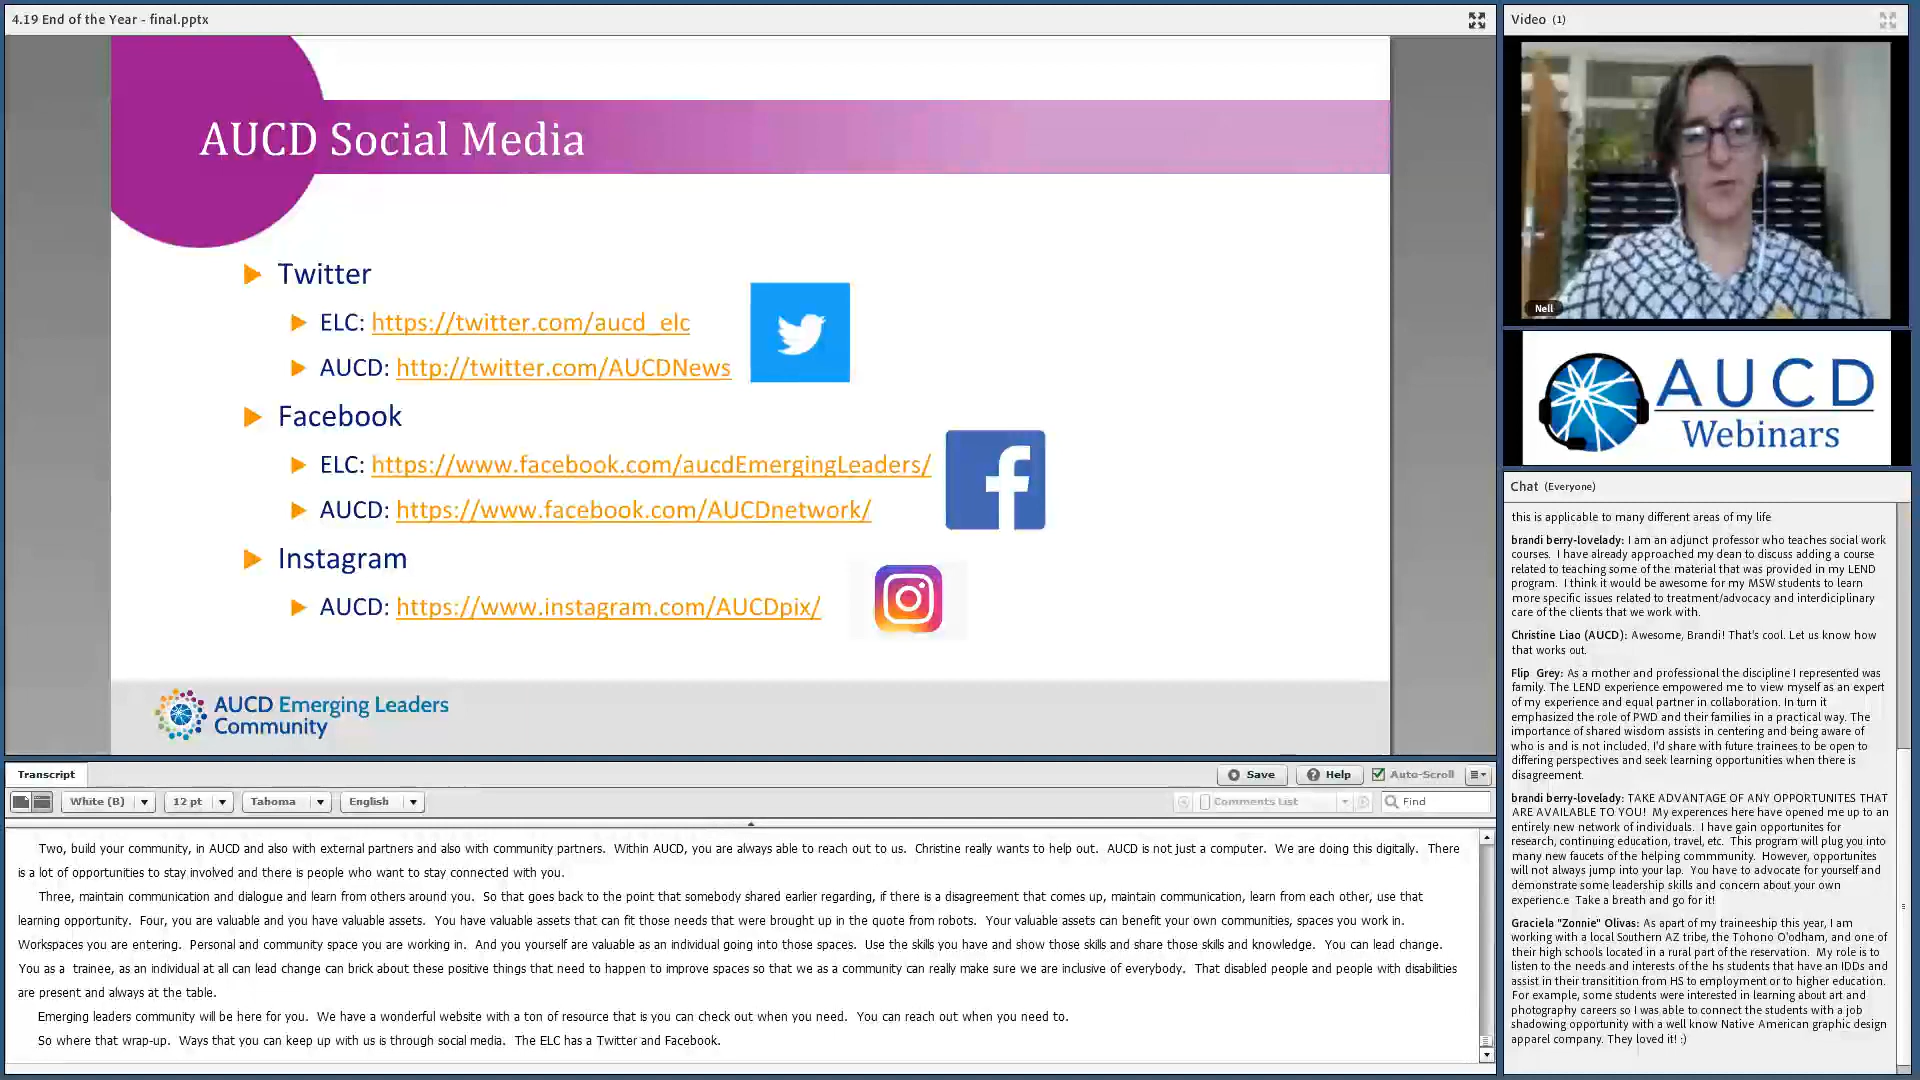 4.19 End of the Year - final.pptx
AUCD Social Media
Twitter
ELC: https://twitter.com/aucd_elc
AUCD: http://twitter.com/AUCDNews
Facebook
ELC: https://www.facebook.com/aucdEmergingLeaders/
AUCD: https://www.facebook.com/AUCDnetwork/
Instagram
AUCD: https://www.instagram.com/AUCDpix/
AUCD Emerging Leaders
Community
Transcript
Save
Help
Auto-Scroll
White (B)
12 pt
Tahoma
English
Comments List
Find
Two, build your community, in AUCD and also with external partners and also with community partners. Within AUCD, you are always able to reach out to us. Christine really wants to help out. AUCD is not just a computer. We are doing this digitally. There
is a lot of opportunities to stay involved and there is people who want to stay connected with you.
Three, maintain communication and dialogue and learn from others around you. So that goes back to the point that somebody shared earlier regarding, if there is a disagreement that comes up, maintain communication, learn from each other, use that
learning opportunity. Four, you are valuable and you have valuable assets. You have valuable assets that can fit those needs that were brought up in the quote from robots. Your valuable assets can benefit your own communities, spaces you work in.
Workspaces you are entering. Personal and community space you are working in. And you yourself are valuable as an individual going into those spaces. Use the skills you have and show those skills and share those skills and knowledge. You can lead change.
You as a trainee, as an individual at all can lead change can brick about these positive things that need to happen to improve spaces so that we as a community can really make sure we are inclusive of everybody. That disabled people and people with disabilities
are present and always at the table.
Emerging leaders community will be here for you. We have a wonderful website with a ton of resource that is you can check out when you need. You can reach out when you need to.
So where that wrap-up. Ways that you can keep up with us is through social media. The ELC has a Twitter and Facebook.
Video (1)
Nell
AUCD
Webinars
Chat (Everyone)
this is applicable to many different areas of my life
brandi berry-lovelady: I am an adjunct professor who teaches social work
courses. I have already approached my dean to discuss adding a course
related to teaching some of the material that was provided in my LEND
program. I think it would be awesome for my MSW students to learn
more specific issues related to treatment/advocacy and interdiciplinary
care of the clients that we work with.
Christine Liao (AUCD): Awesome, Brandi! That's cool. Let us know how
that works out.
Flip Grey: As a mother and professional the discipline I represented was
family. The LEND experience empowered me to view myself as an expert
of my experience and equal partner in collaboration. In turn it
emphasized the role of PWD and their families in a practical way. The
importance of shared wisdom assists in centering and being aware of
who is and is not included. I'd share with future trainees to be open to
differing perspectives and seek learning opportunities when there is
disagreement.
brandi berry-lovelady: TAKE ADVANTAGE OF ANY OPPORTUNITES THAT
ARE AVAILABLE TO YOU! My experences here have opened me up to an
entirely new network of individuals. I have gain opportunites for
research, continuing education, travel, etc. This program will plug you into
many new faucets of the helping commmunity. However, opportunites
will not always jump into your lap. You have to advocate for yourself and
demonstrate some leadership skills and concern about your own
experienc.e Take a breath and go for it!
Graciela "Zonnie" Olivas: As apart of my traineeship this year, I am
working with a local Southern AZ tribe, the Tohono O'odham, and one of
their high schools located in a rural part of the reservation. My role is to
listen to the needs and interests of the hs students that have an IDDs and
assist in their transitition from HS to employment or to higher education.
For example, some students were interested in learning about art and
photography careers so I was able to connect the students with a job
shadowing opportunity with a well know Native American graphic design
apparel company. They loved it! :)